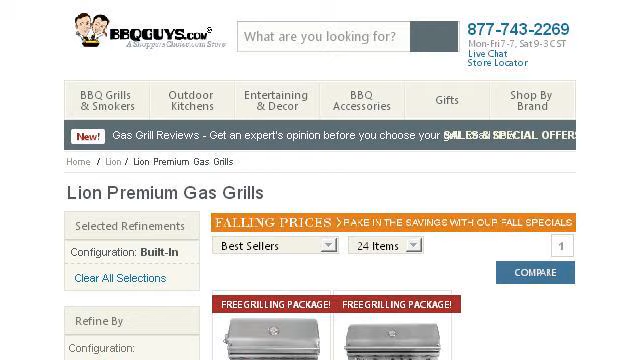 BBQGUYS.COM
A ShoppersChoice.com Store
What are you looking for?
877-743-2269
Mon-Fri 7-7, Sat 9-3 CST
Live Chat
Store Locator
BBQ Grills & Smokers
Outdoor Kitchens
Entertaining & Decor
BBQ Accessories
Gifts
Shop By Brand
New! Gas Grill Reviews - Get an expert's opinion before you choose your
SALES & SPECIAL OFFERS
Home / Lion / Lion Premium Gas Grills
Lion Premium Gas Grills
Selected Refinements
Configuration: Built-In
Clear All Selections
FALLING PRICES > RAKE IN THE SAVINGS WITH OUR FALL SPECIALS
Best Sellers
24 Items
1
COMPARE
FREE GRILLING PACKAGE!
FREE GRILLING PACKAGE!
Refine By
Configuration: